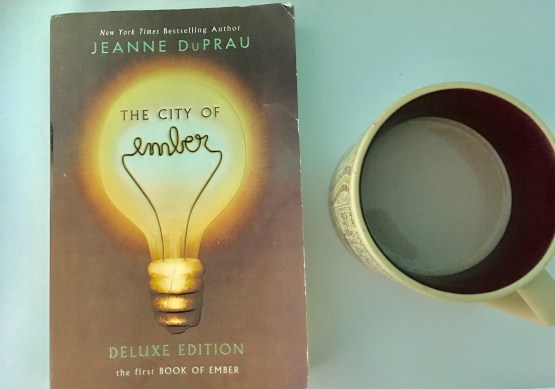 New York Times Bestselling Author
JEANNE DUPRAU
THE CITY OF
ember
DELUXE EDITION
the first BOOK OF EMBER